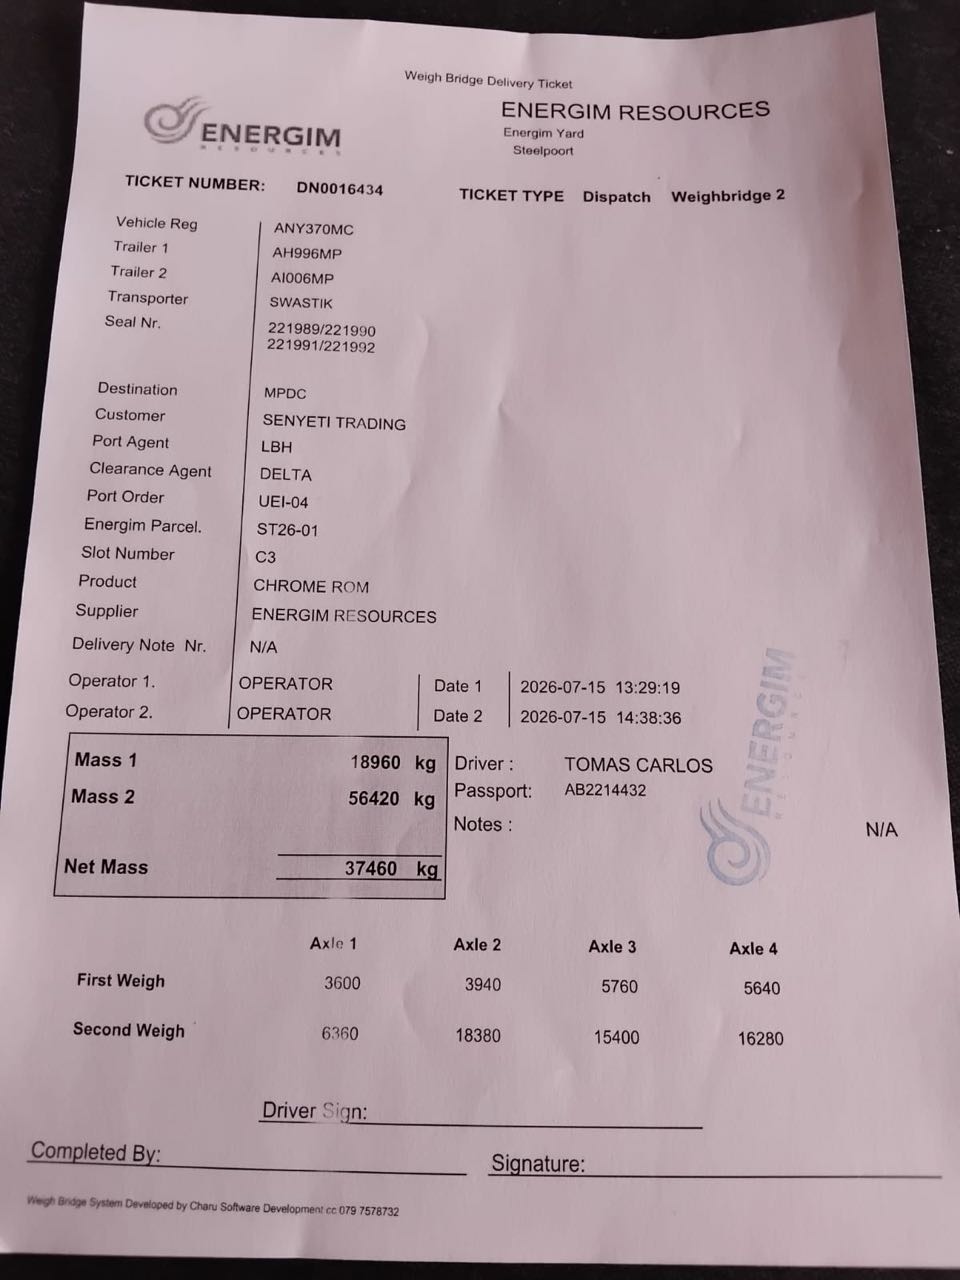 Weigh Bridge Delivery Ticket
ENERGIM
RESOURCES
ENERGIM RESOURCES
Energim Yard
Steelpoort
TICKET NUMBER: DN0016434 TICKET TYPE Dispatch Weighbridge 2
Vehicle Reg ANY370MC
Trailer 1 AH996MP
Trailer 2 AI006MP
Transporter SWASTIK
Seal Nr. 221989/221990
221991/221992
Destination MPDC
Customer SENYETI TRADING
Port Agent LBH
Clearance Agent DELTA
Port Order UEI-04
Energim Parcel. ST26-01
Slot Number C3
Product CHROME ROM
Supplier ENERGIM RESOURCES
Delivery Note Nr. N/A
Operator 1. OPERATOR Date 1 2026-07-15 13:29:19
Operator 2. OPERATOR Date 2 2026-07-15 14:38:36
Mass 1 18960 kg Driver : TOMAS CARLOS
Mass 2 56420 kg Passport: AB2214432
Notes : N/A
Net Mass 37460 kg
ENERGIM
Axle 1 Axle 2 Axle 3 Axle 4
First Weigh 3600 3940 5760 5640
Second Weigh 6360 18380 15400 16280
Driver Sign:
Completed By: Signature:
Weigh Bridge System Developed by Charu Software Development cc 079 7578732